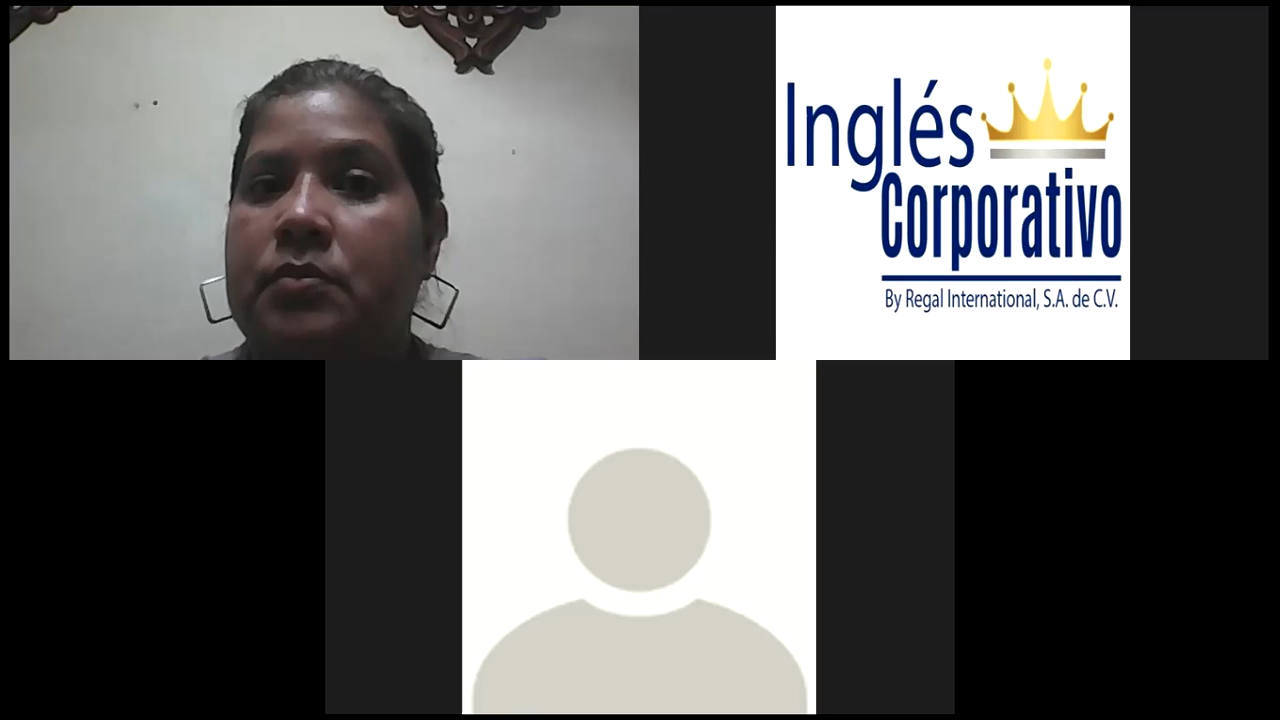 Inglés
Corporativo
By Regal International, S.A. de C.V.